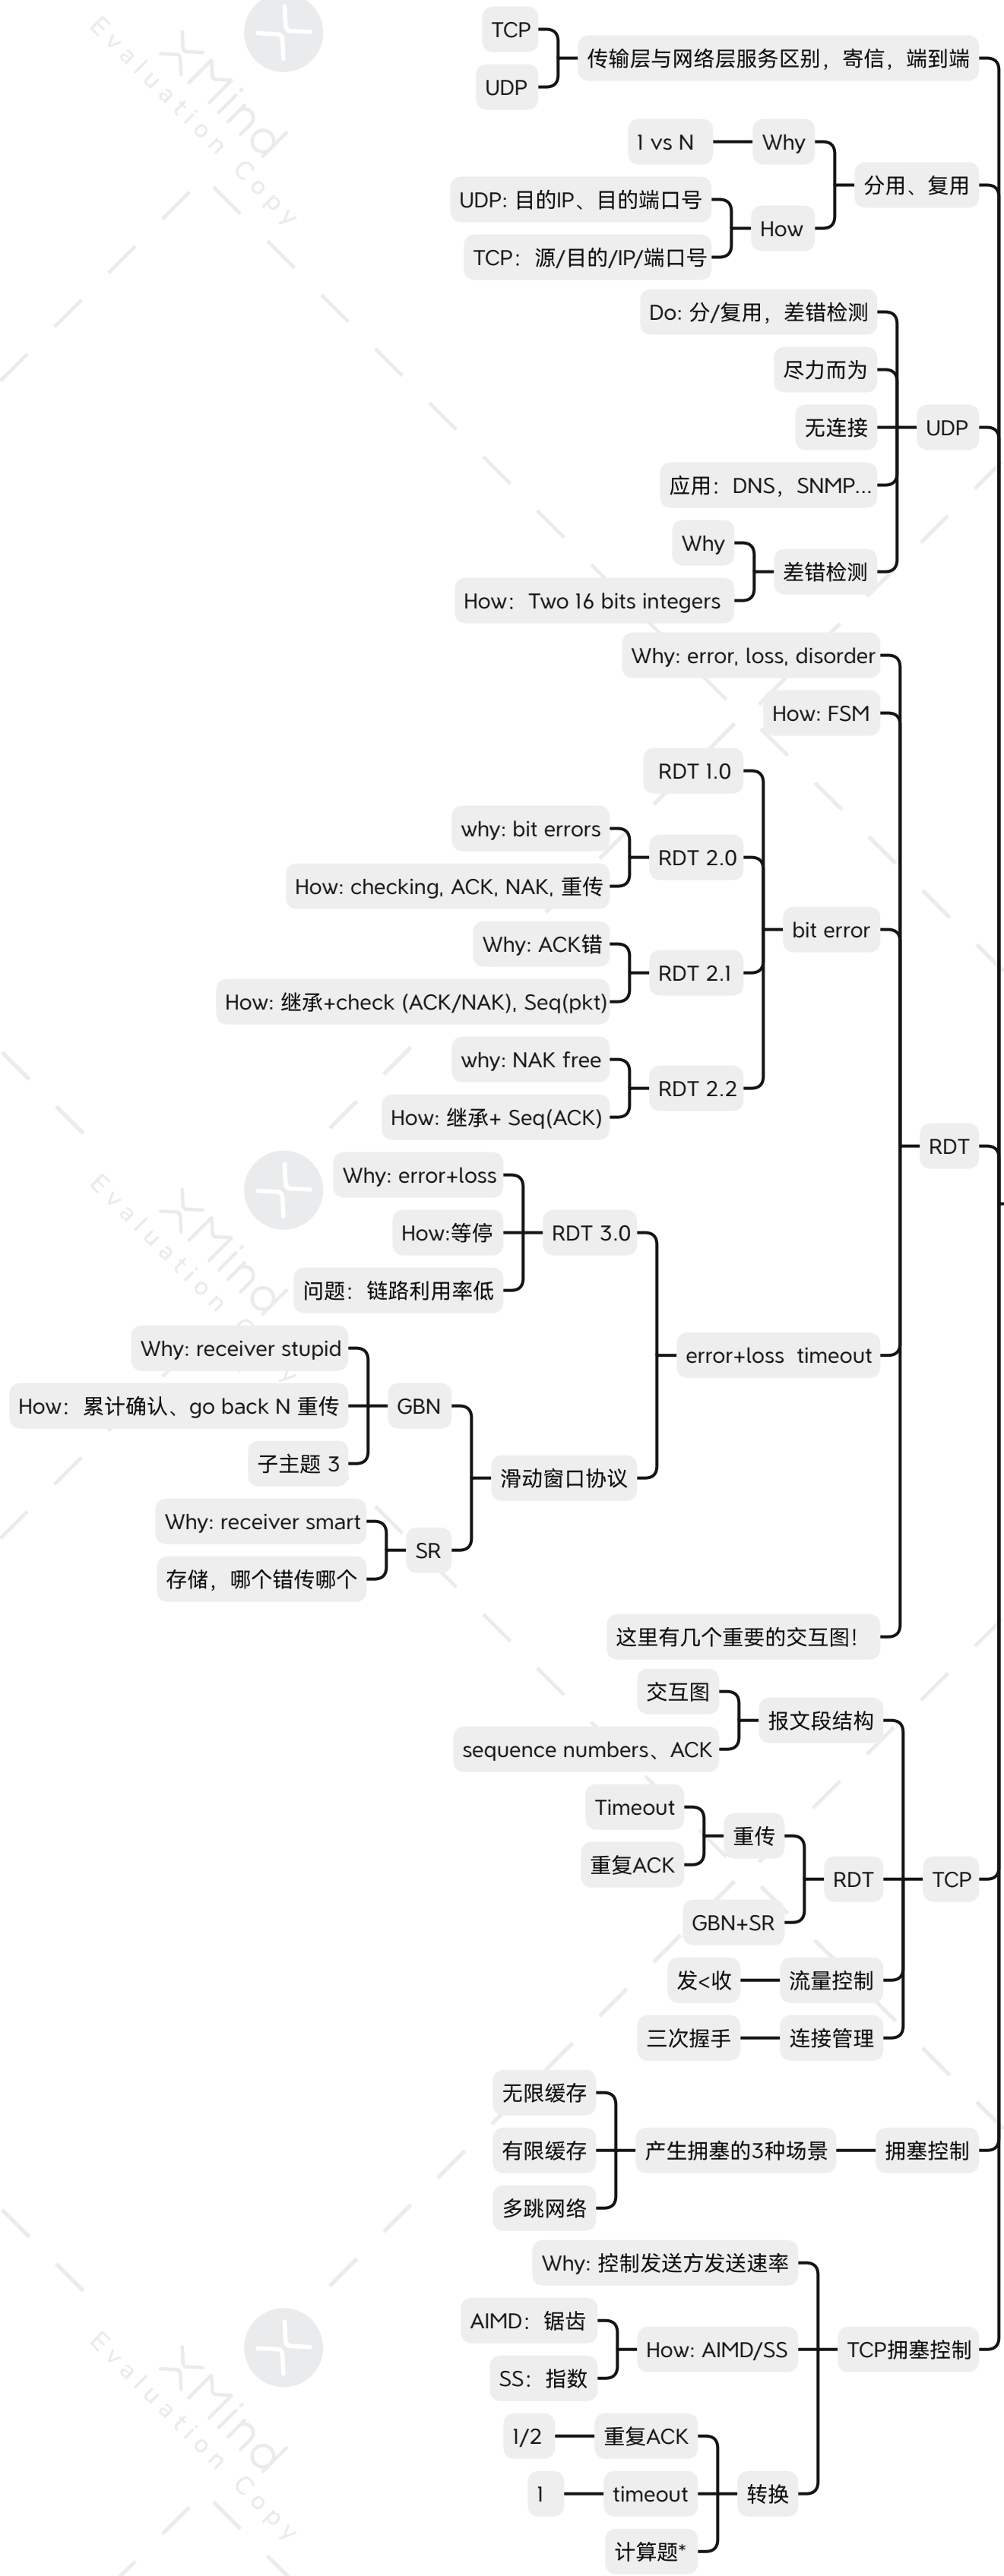 TCP
传输层与网络层服务区别，寄信，端到端
UDP
1 vs N
Why
分用、复用
UDP: 目的IP、目的端口号
How
TCP：源/目的/IP/端口号
Do: 分/复用，差错检测
尽力而为
无连接
UDP
应用：DNS，SNMP...
Why
差错检测
How：Two 16 bits integers
Why: error, loss, disorder
How: FSM
RDT 1.0
why: bit errors
RDT 2.0
How: checking, ACK, NAK, 重传
bit error
Why: ACK错
RDT 2.1
How: 继承+check (ACK/NAK), Seq(pkt)
why: NAK free
RDT 2.2
How: 继承+ Seq(ACK)
RDT
Why: error+loss
How:等停
RDT 3.0
问题：链路利用率低
error+loss timeout
Why: receiver stupid
How：累计确认、go back N 重传
GBN
子主题 3
滑动窗口协议
Why: receiver smart
SR
存储，哪个错传哪个
这里有几个重要的交互图！
交互图
报文段结构
sequence numbers、ACK
Timeout
重传
重复ACK
RDT
TCP
GBN+SR
发<收
流量控制
三次握手
连接管理
无限缓存
有限缓存
产生拥塞的3种场景
拥塞控制
多跳网络
Why: 控制发送方发送速率
AIMD：锯齿
How: AIMD/SS
TCP拥塞控制
SS：指数
1/2
重复ACK
1
timeout
转换
计算题*
XMind
Evaluation Copy
XMind
Evaluation Copy
XMind
Evaluation Copy